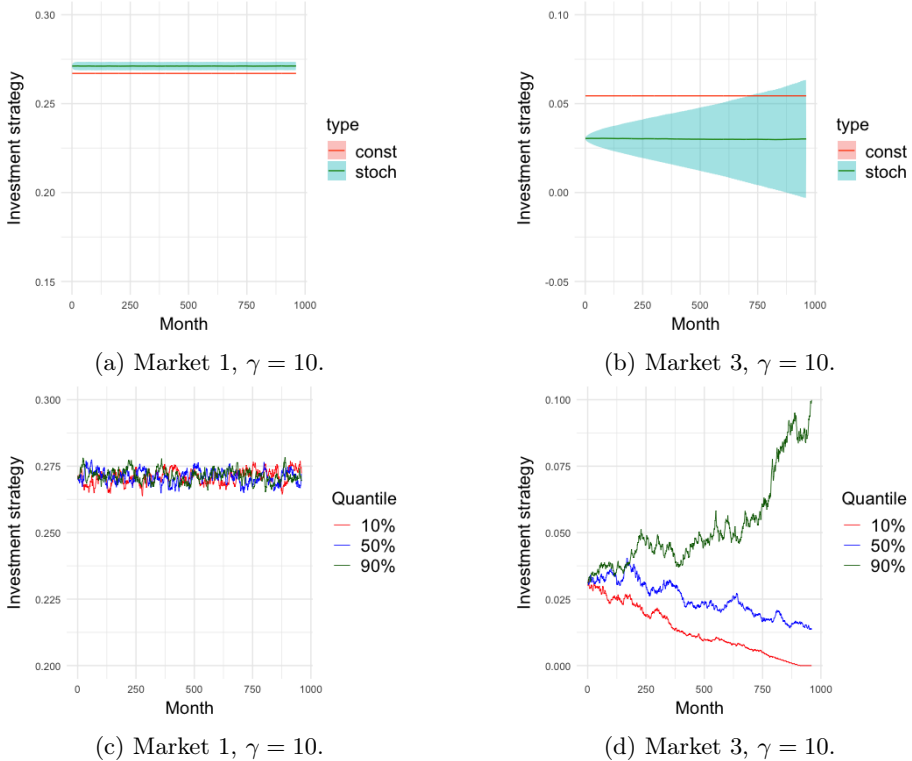 0.30
0.25
0.20
0.15
Investment strategy
0
250
500
750
1000
Month
type
const
stoch
(a) Market 1, γ = 10.
0.10
0.05
0.00
-0.05
Investment strategy
0
250
500
750
1000
Month
type
const
stoch
(b) Market 3, γ = 10.
0.300
0.275
0.250
0.225
0.200
Investment strategy
0
250
500
750
1000
Month
Quantile
10%
50%
90%
(c) Market 1, γ = 10.
0.100
0.075
0.050
0.025
0.000
Investment strategy
0
250
500
750
1000
Month
Quantile
10%
50%
90%
(d) Market 3, γ = 10.